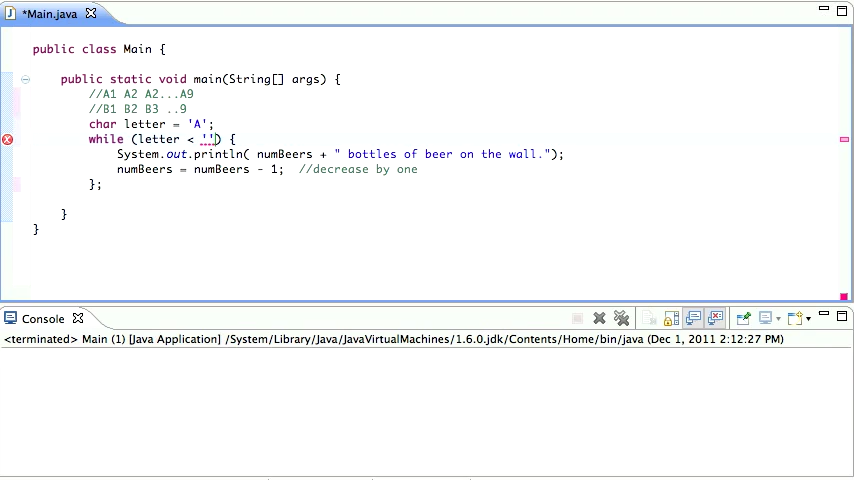 *Main.java
public class Main {
public static void main(String[] args) {
//A1 A2 A2...A9
//B1 B2 B3 ..9
char letter = 'A';
while (letter < '') {
System.out.println( numBeers + " bottles of beer on the wall.");
numBeers = numBeers - 1;  //decrease by one
};
}
}
Console
<terminated> Main (1) [Java Application] /System/Library/Java/JavaVirtualMachines/1.6.0.jdk/Contents/Home/bin/java (Dec 1, 2011 2:12:27 PM)